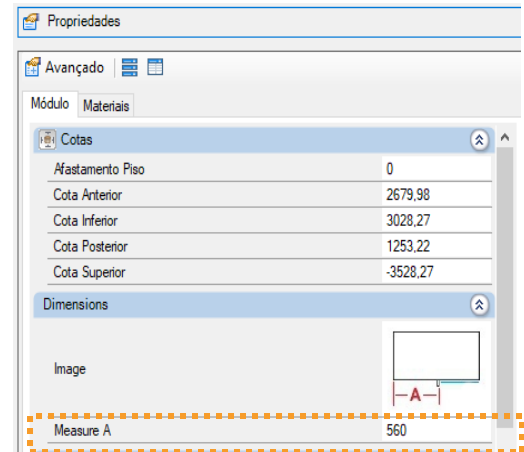 Propriedades
Avançado
Módulo Materiais
Cotas
Afastamento Piso 0
Cota Anterior 2679,98
Cota Inferior 3028,27
Cota Posterior 1253,22
Cota Superior -3528,27
Dimensions
Image
A
Measure A 560